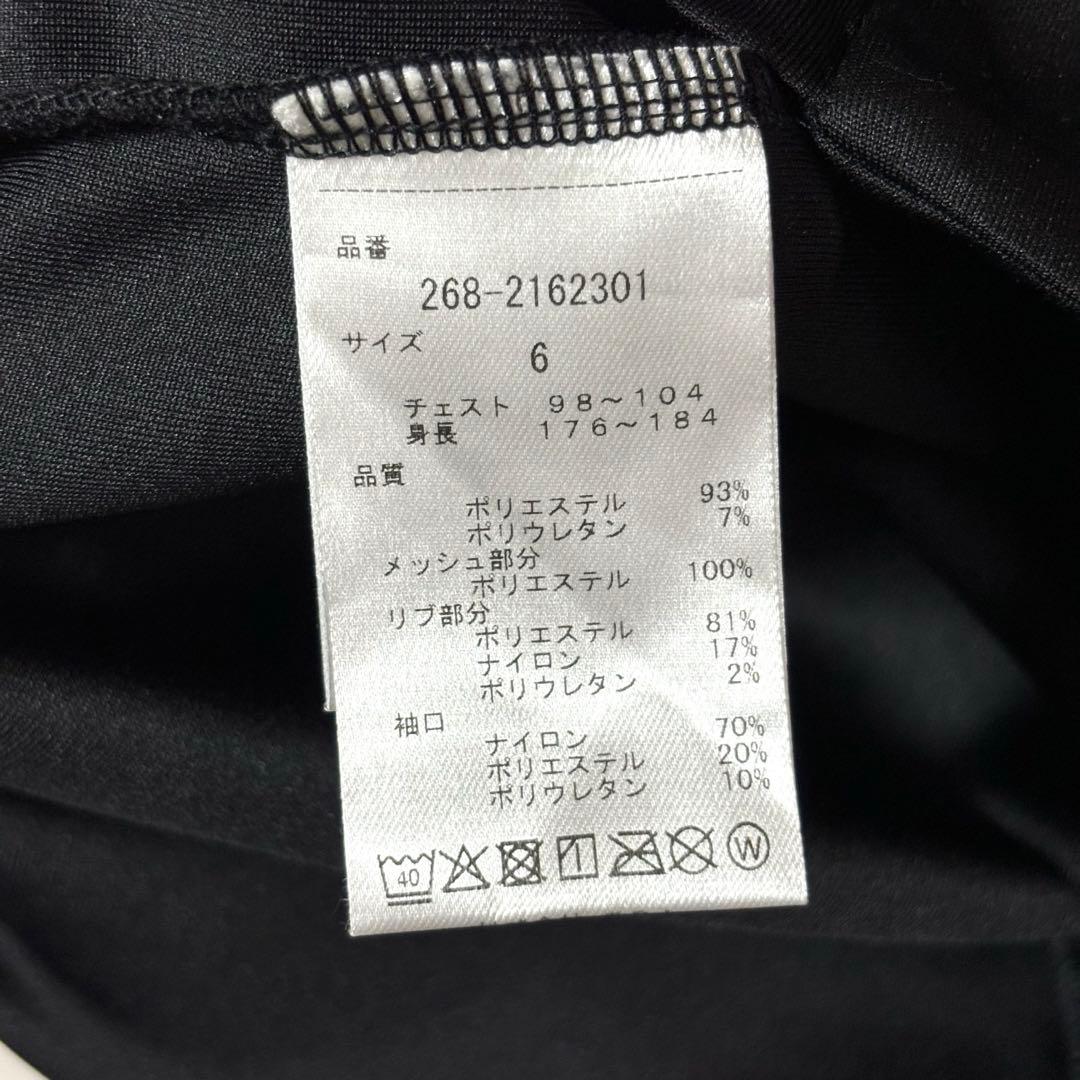 品番
268-2162301
サイズ 6
チェスト 98～104
身長 176～184
品質
ポリエステル 93%
ポリウレタン 7%
メッシュ部分
ポリエステル 100%
リブ部分
ポリエステル 81%
ナイロン 17%
ポリウレタン 2%
袖口
ナイロン 70%
ポリエステル 20%
ポリウレタン 10%
40 W